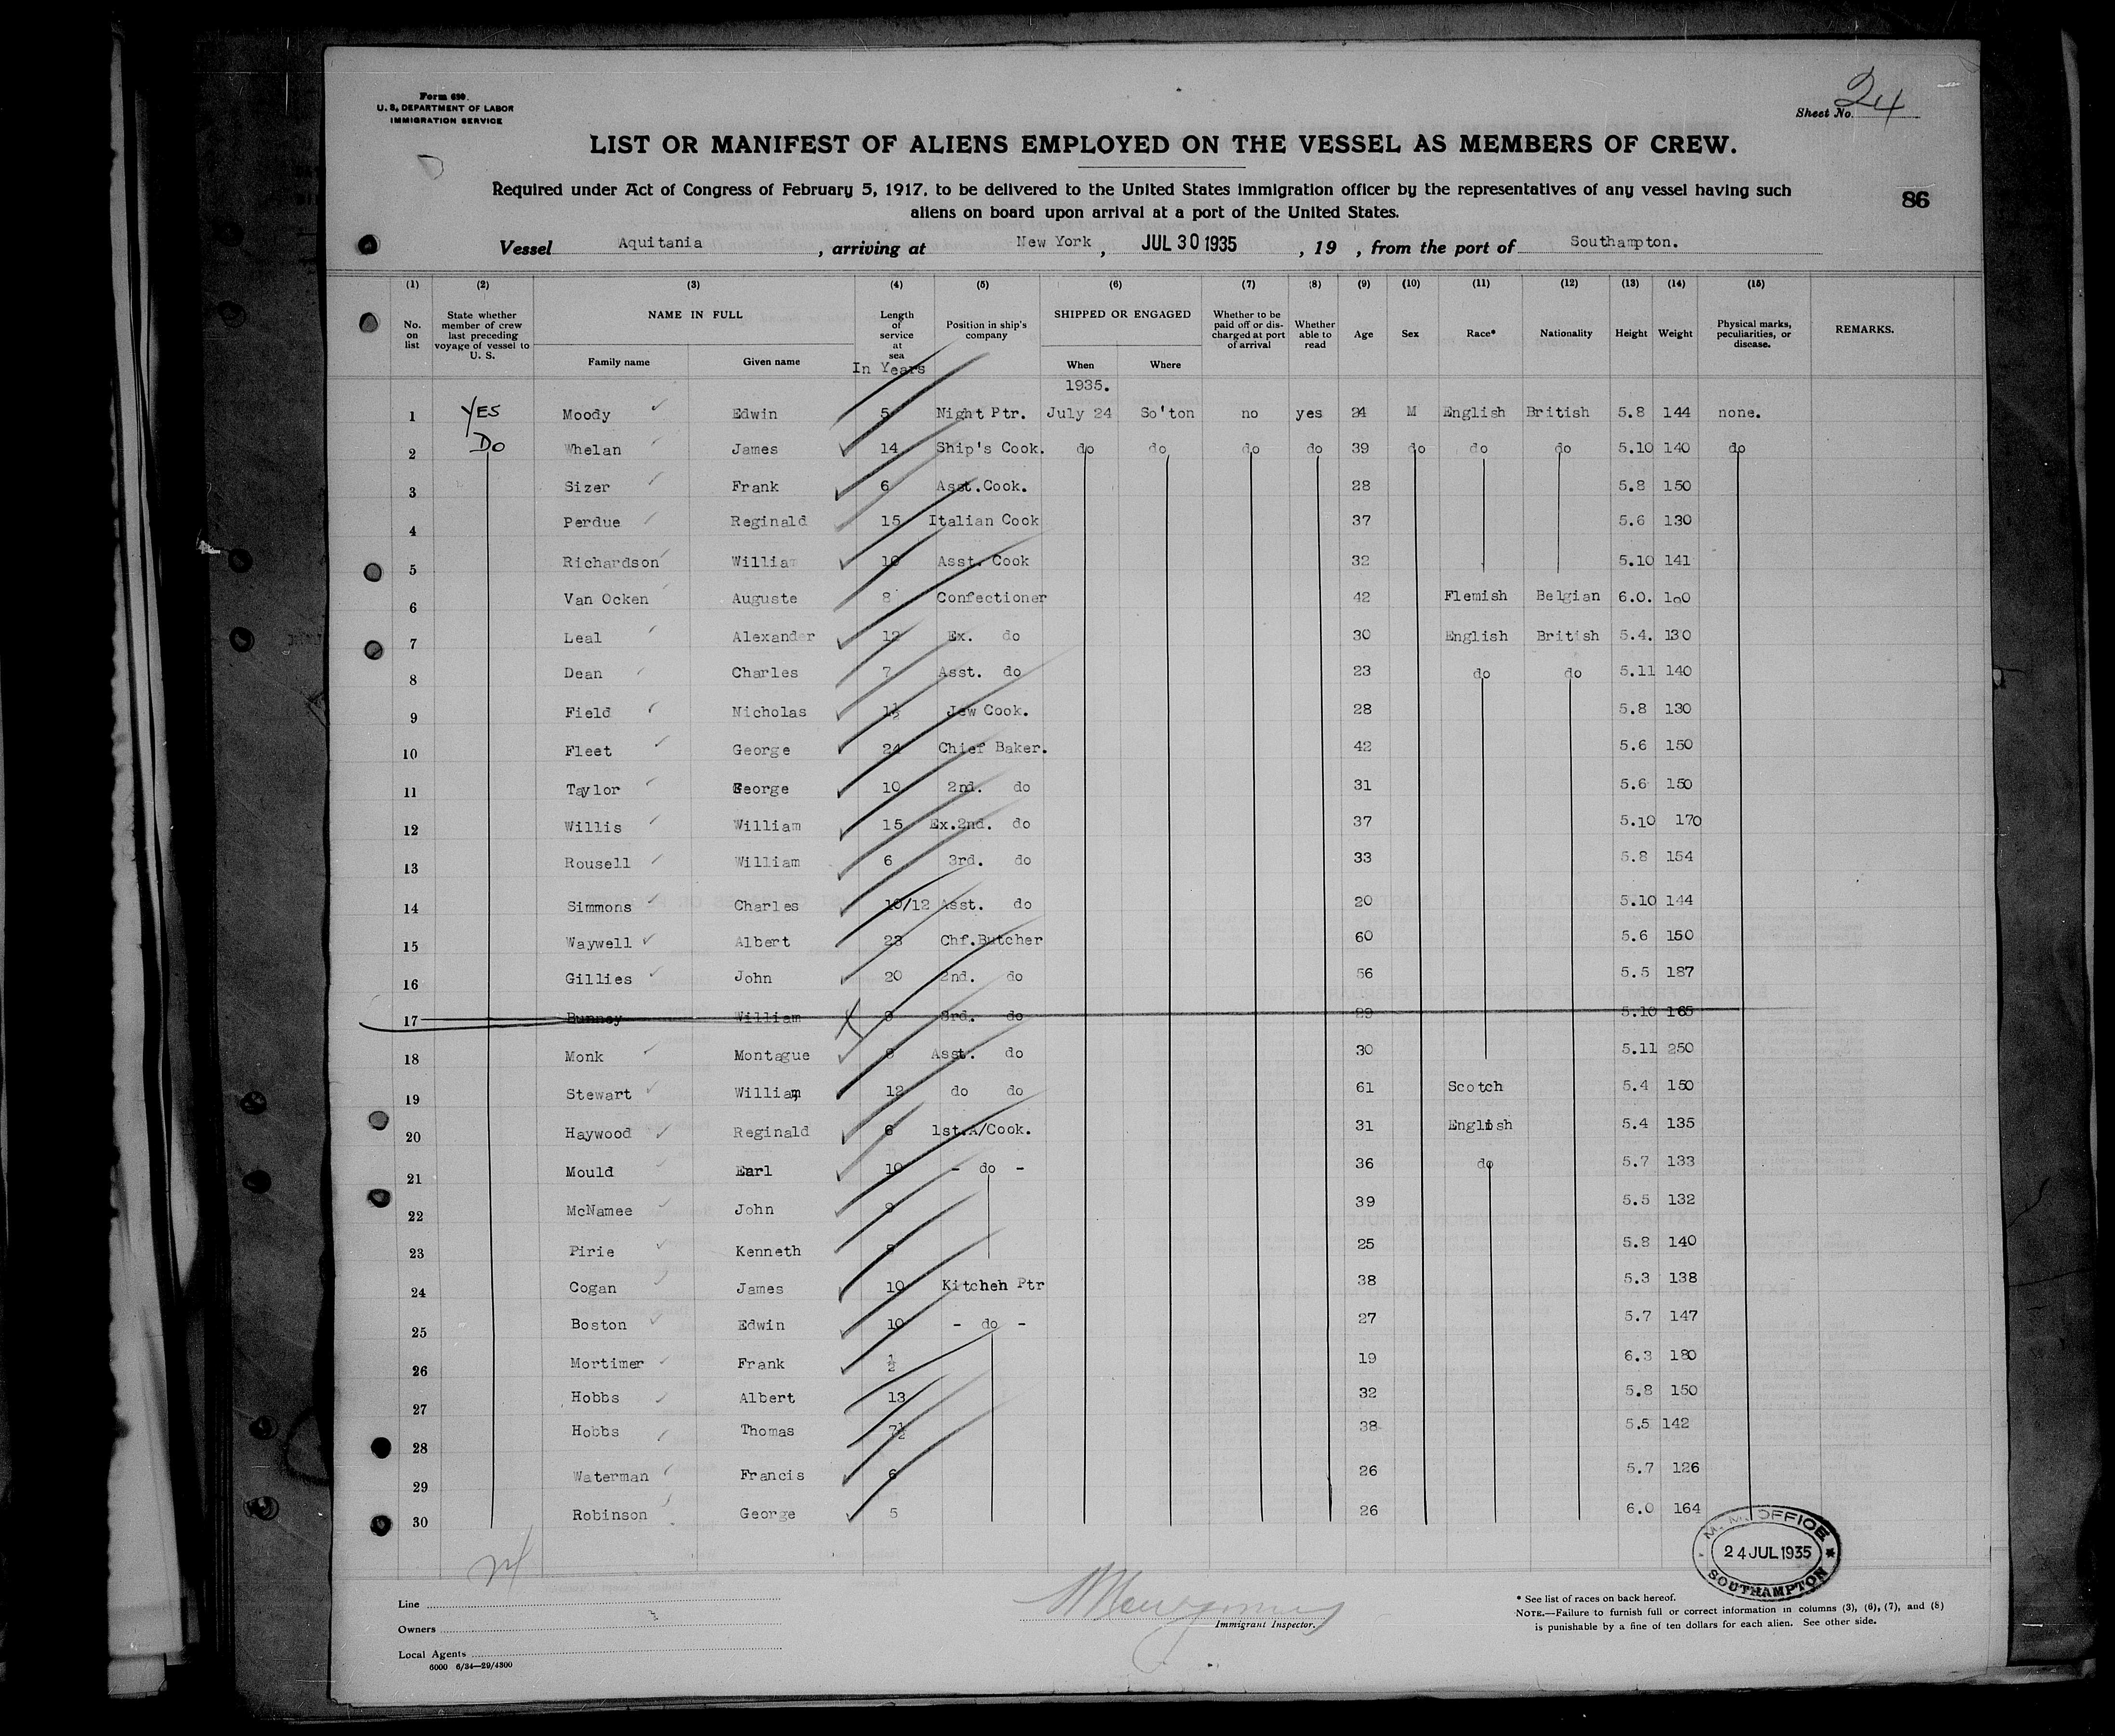 Form 680.
U. S. DEPARTMENT OF LABOR
IMMIGRATION SERVICE
Sheet No. 24
LIST OR MANIFEST OF ALIENS EMPLOYED ON THE VESSEL AS MEMBERS OF CREW.
Required under Act of Congress of February 5, 1917, to be delivered to the United States immigration officer by the representatives of any vessel having such
aliens on board upon arrival at a port of the United States.
86
Vessel Aquitania , arriving at New York , JUL 30 1935 , 19 , from the port of Southampton.
(1) (2) (3) (4) (5) (6) (7) (8) (9) (10) (11) (12) (13) (14) (15)
No. on list State whether member of crew last preceding voyage of vessel to U. S. NAME IN FULL Family name Given name Length of service at sea In Years Position in ship's company SHIPPED OR ENGAGED When Where Whether to be paid off or discharged at port of arrival Whether able to read Age Sex Race* Nationality Height Weight Physical marks, peculiarities, or disease. REMARKS.
1935.
1 YES Moody Edwin 5 Night Ptr. July 24 So'ton no yes 24 M English British 5.8 144 none.
2 DO Whelan James 14 Ship's Cook. do do do do 39 do do do 5.10 140 do
3 Sizer Frank 6 Asst.Cook. 28 5.8 150
4 Perdue Reginald 15 Italian Cook 37 5.6 130
5 Richardson William 10 Asst. Cook 32 5.10 141
6 Van Ocken Auguste 8 Confectioner 42 Flemish Belgian 6.0.
7 Leal Alexander 12 Ex. do 30 English British 5.4. 130
8 Dean Charles 7 Asst. do 23 do do 5.11 140
9 Field Nicholas Jew Cook. 28 5.8 130
10 Fleet George 24 Chief Baker. 42 5.6 150
11 Taylor George 10 2nd. do 31 5.6 150
12 Willis William 15 Ex.2nd. do 37 5.10 170
13 Rousell William 6 3rd. do 33 5.8 154
14 Simmons Charles 10/12 Asst. do 20 5.10 144
15 Waywell Albert 23 Chf.Butcher 60 5.6 150
16 Gillies John 20 2nd. do 56 5.5 187
17 Bunney William 3rd. do 5.10 165
18 Monk Montague Asst. do 30 5.11 250
19 Stewart William 12 do do 61 Scotch 5.4 150
20 Haywood Reginald 6 1st.A/Cook. 31 English 5.4 135
21 Mould Earl 10 - do - 36 do 5.7 133
22 McNamee John 39 5.5 132
23 Pirie Kenneth 25 5.8 140
24 Cogan James 10 Kitcheh Ptr 38 5.3 138
25 Boston Edwin 10 - do - 27 5.7 147
26 Mortimer Frank ½ 19 6.3 180
27 Hobbs Albert 13 32 5.8 150
28 Hobbs Thomas 7½ 38 5.5 142
29 Waterman Francis 6 26 5.7 126
30 Robinson George 5 26 6.0 164
M. M. OFFICE
24 JUL 1935
SOUTHAMPTON
Line
Owners
Local Agents
6000 6/34—29/4300
Immigrant Inspector.
* See list of races on back hereof.
NOTE.—Failure to furnish full or correct information in columns (3), (6), (7), and (8)
is punishable by a fine of ten dollars for each alien. See other side.